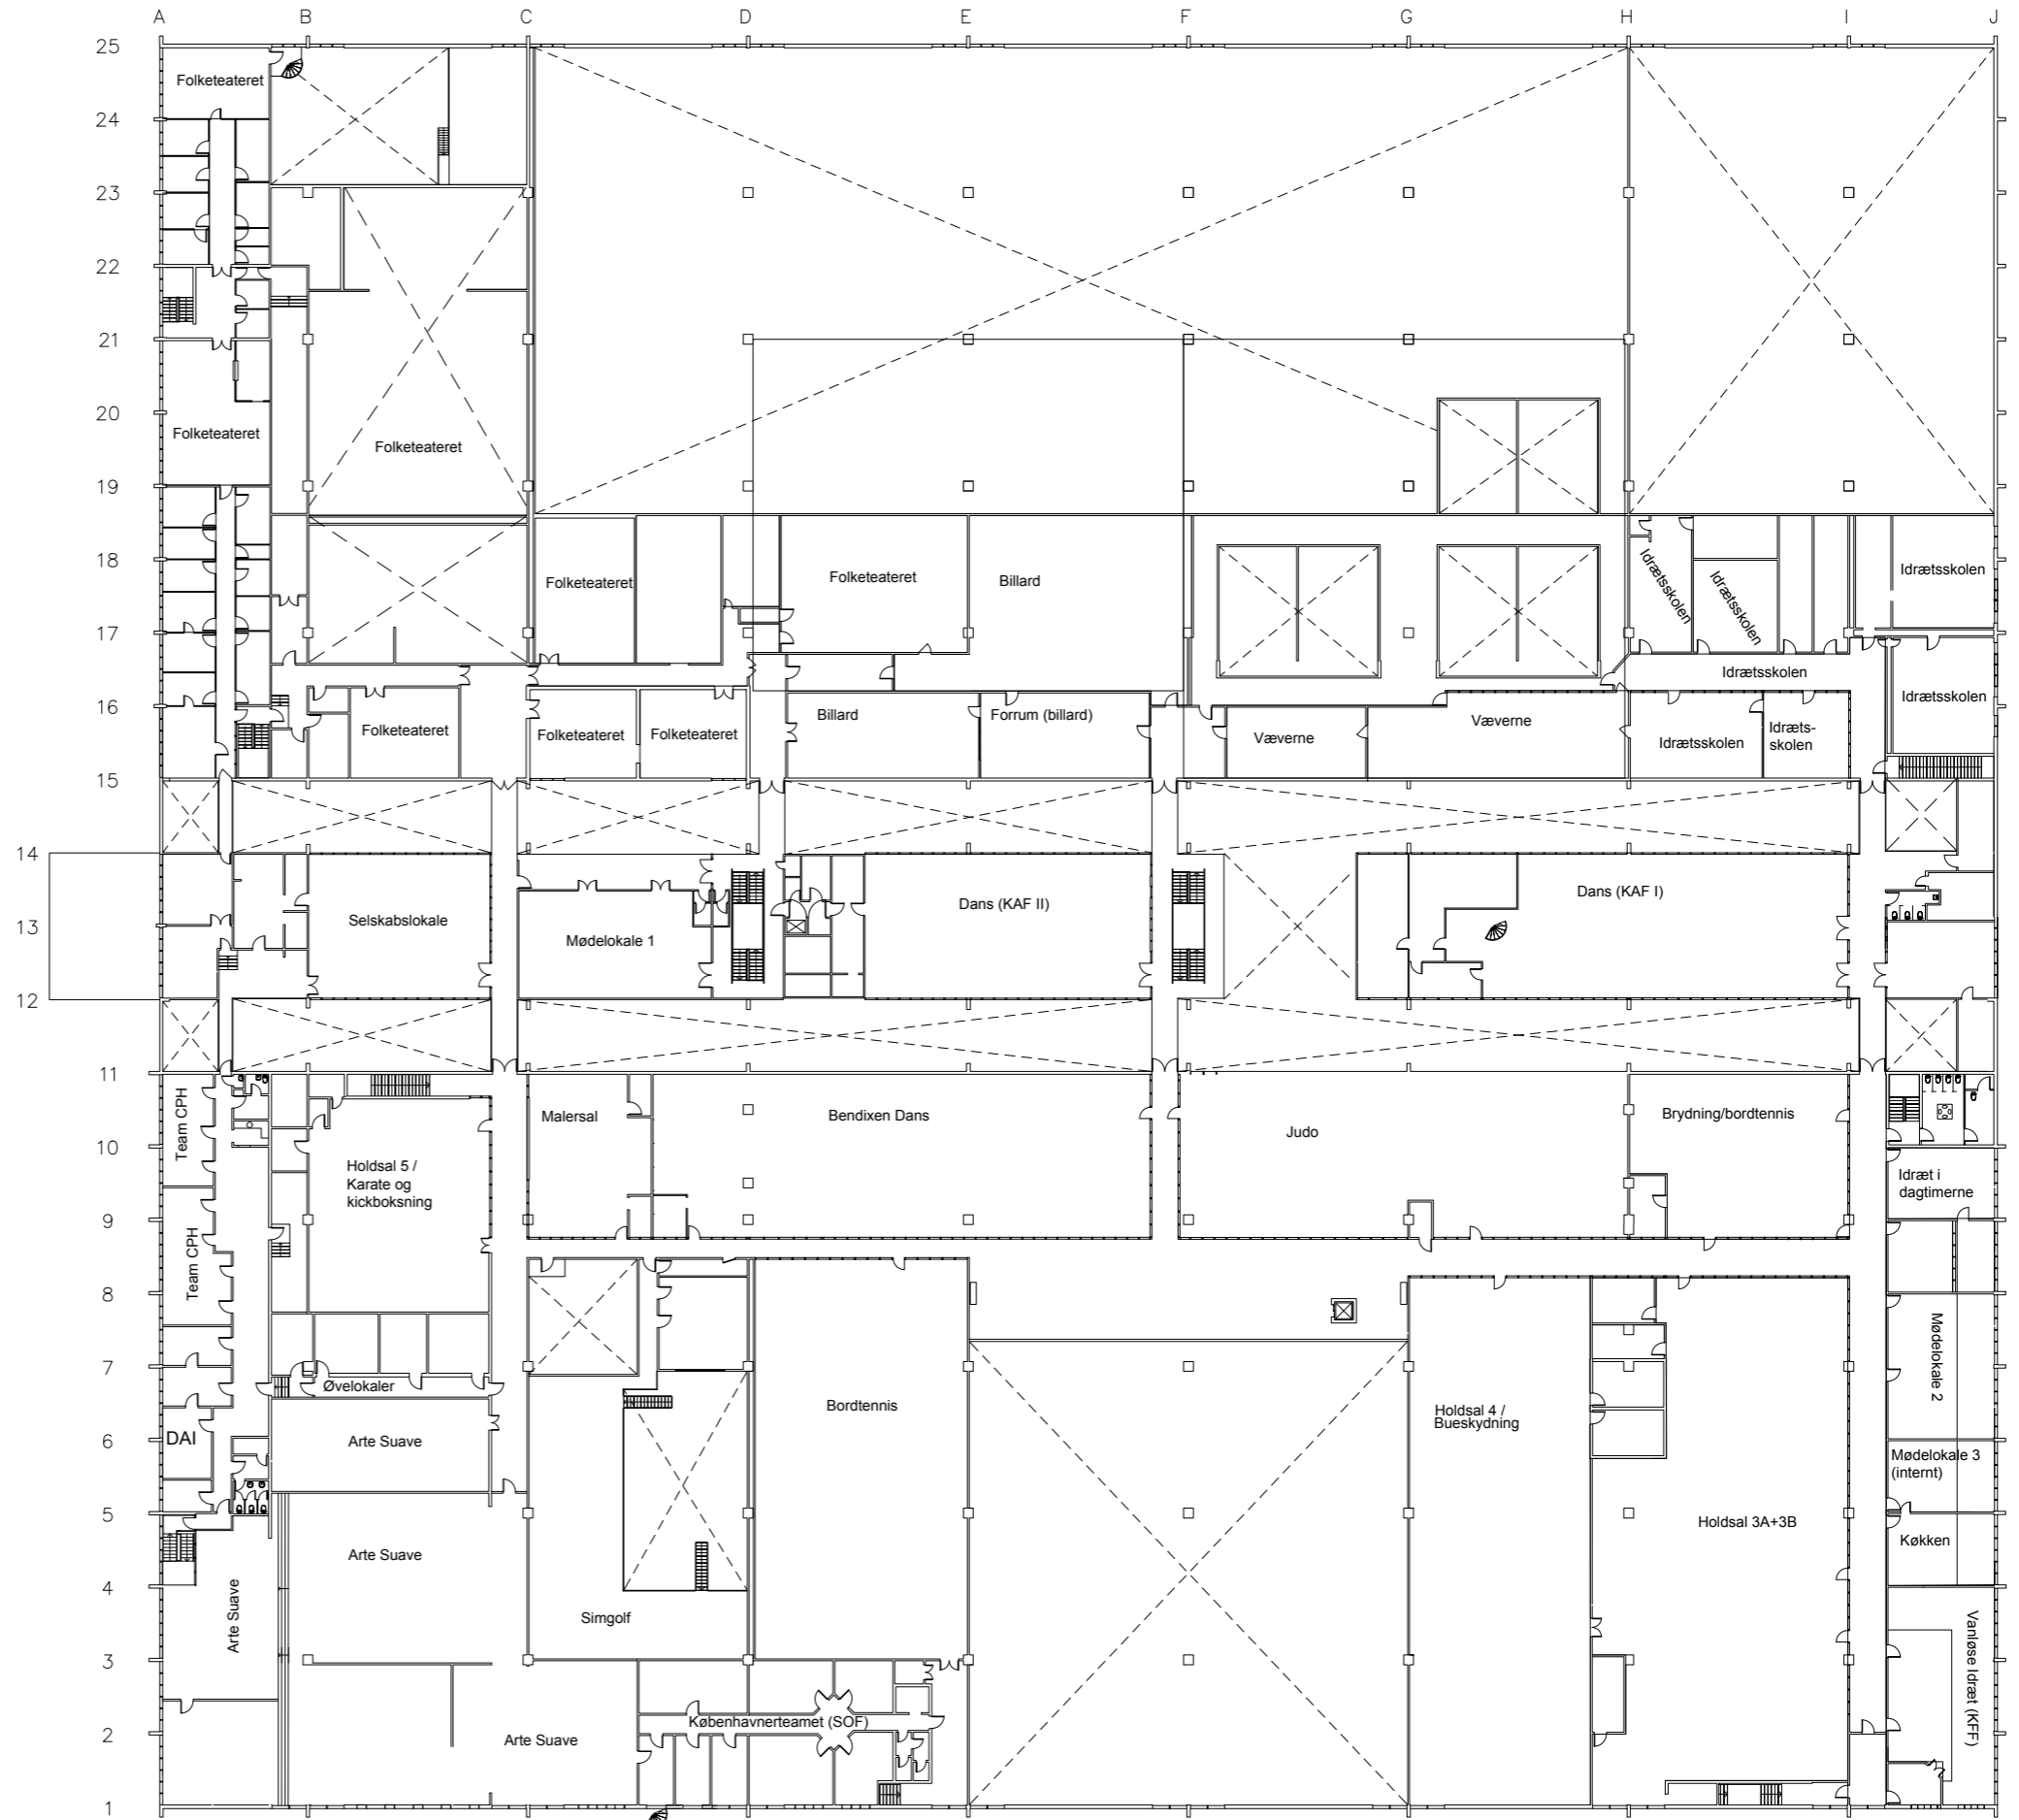 A B C D E F G H I J
25
Folketeateret
24
23
22
21
20
Folketeateret
Folketeateret
19
18
Folketeateret
Folketeateret
Billard
Idrætsskolen
Idrætsskolen
Idrætsskolen
17
Idrætsskolen
Idrætsskolen
16
Folketeateret
Folketeateret
Folketeateret
Billard
Forrum (billard)
Væverne
Væverne
Idrætsskolen
Idræts-
skolen
15
14
13
Selskabslokale
Mødelokale 1
Dans (KAF II)
Dans (KAF I)
12
11
Team CPH
Malersal
Bendixen Dans
Judo
Brydning/bordtennis
10
Holdsal 5 /
Karate og
kickboksning
Idræt i
dagtimerne
9
Team CPH
8
Mødelokale 2
7
Øvelokaler
Bordtennis
Holdsal 4 /
Bueskydning
6
DAI
Arte Suave
Mødelokale 3
(internt)
5
Arte Suave
Holdsal 3A+3B
Køkken
4
Arte Suave
Simgolf
Vanløse Idræt (KFF)
3
2
Arte Suave
Københavnerteamet (SOF)
1